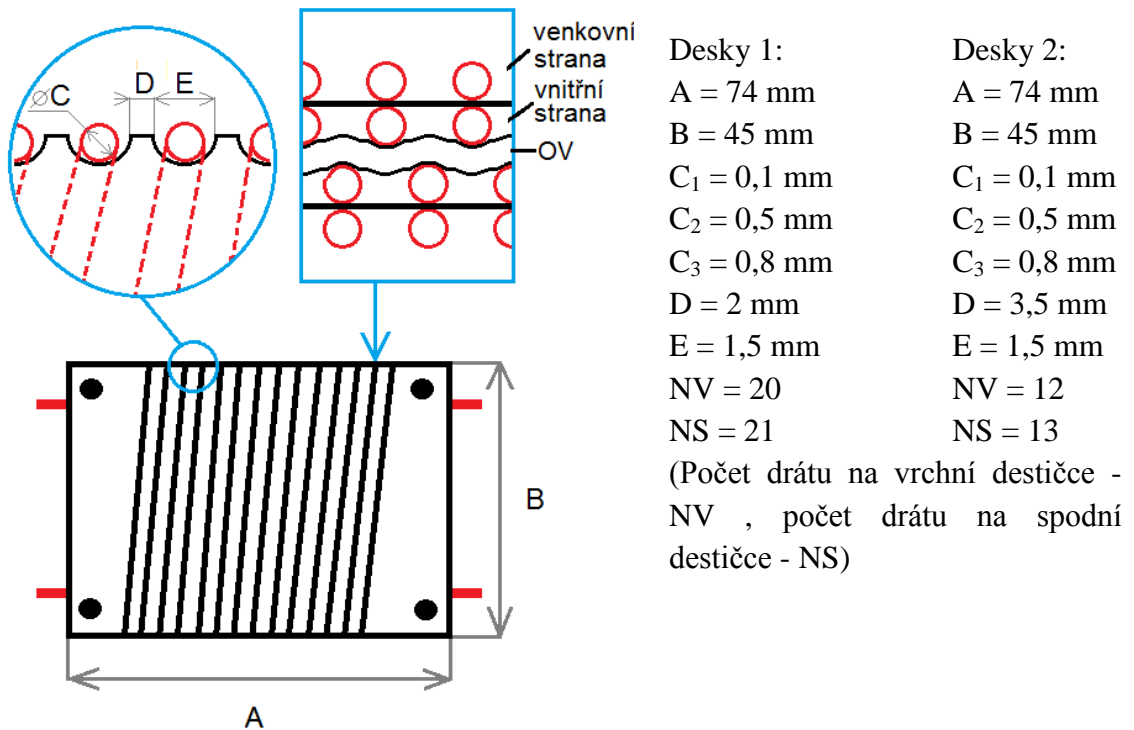 venkovní
strana
vnitřní
strana
OV
D E
⌀C
B
A
Desky 1:
A = 74 mm
B = 45 mm
C₁ = 0,1 mm
C₂ = 0,5 mm
C₃ = 0,8 mm
D = 2 mm
E = 1,5 mm
NV = 20
NS = 21
Desky 2:
A = 74 mm
B = 45 mm
C₁ = 0,1 mm
C₂ = 0,5 mm
C₃ = 0,8 mm
D = 3,5 mm
E = 1,5 mm
NV = 12
NS = 13
(Počet drátu na vrchní destičce -
NV , počet drátu na spodní
destičce - NS)